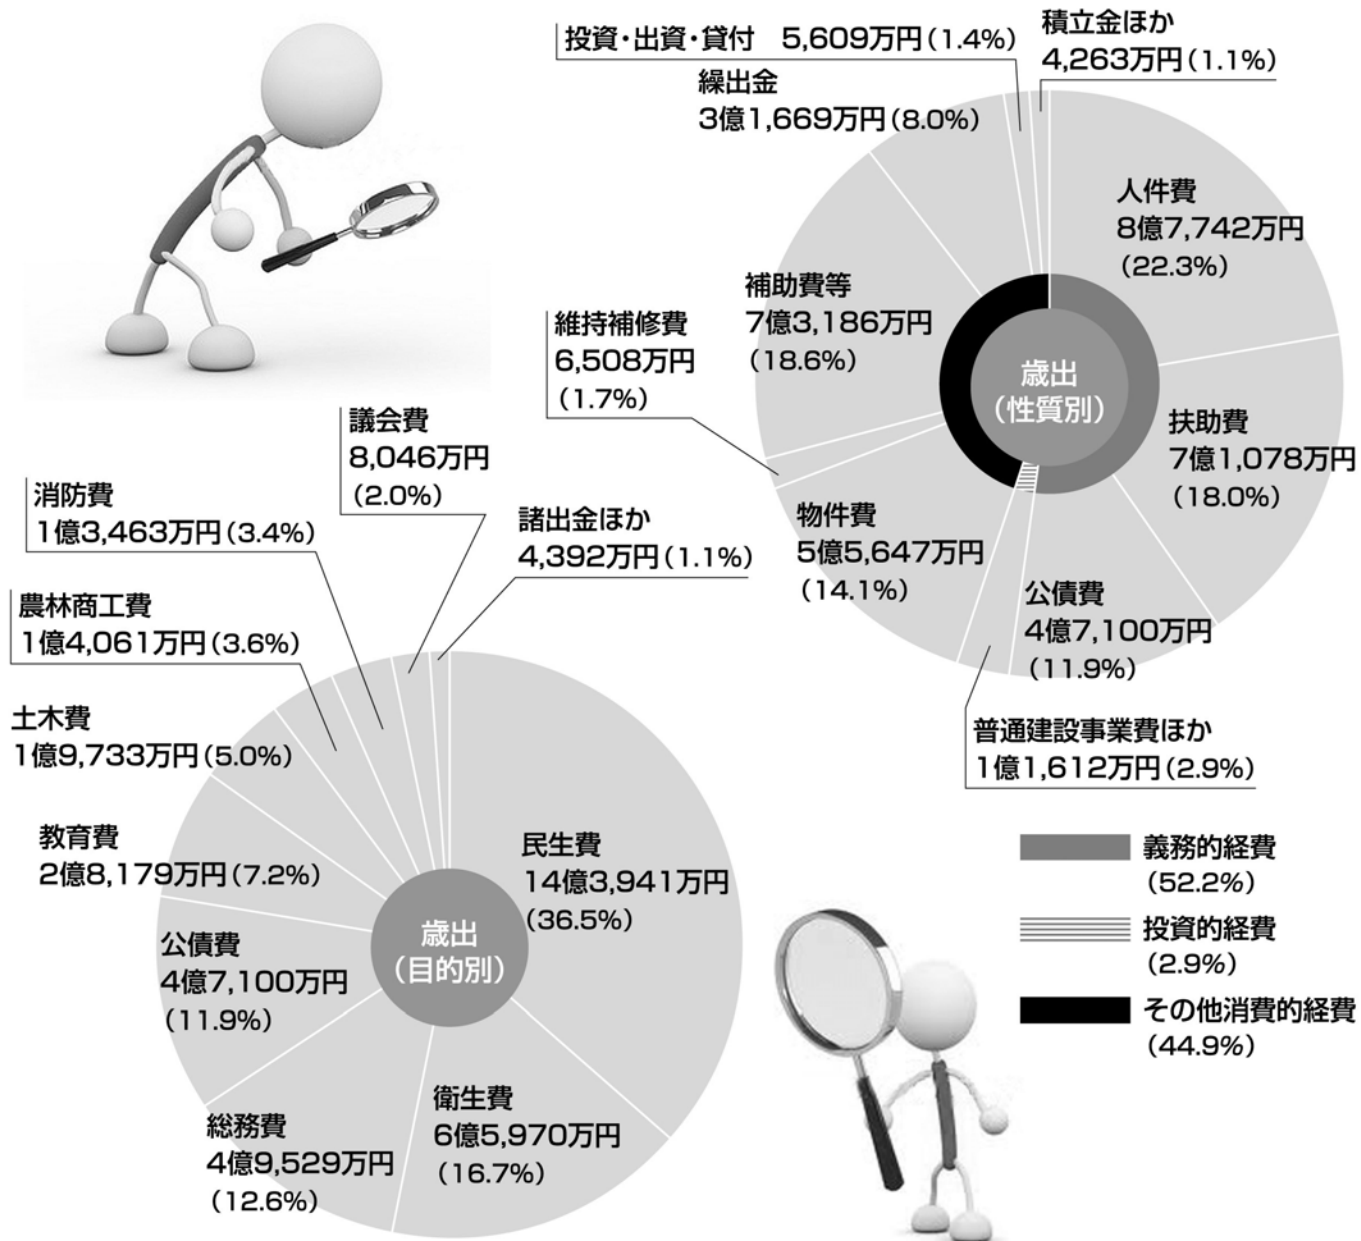 投資・出資・貸付 5,609万円(1.4%)
積立金ほか
4,263万円(1.1%)
繰出金
3億1,669万円(8.0%)
人件費
8億7,742万円
(22.3%)
補助費等
7億3,186万円
(18.6%)
維持補修費
6,508万円
(1.7%)
歳出
(性質別)
扶助費
7億1,078万円
(18.0%)
物件費
5億5,647万円
(14.1%)
公債費
4億7,100万円
(11.9%)
普通建設事業費ほか
1億1,612万円(2.9%)
議会費
8,046万円
(2.0%)
消防費
1億3,463万円(3.4%)
諸出金ほか
4,392万円(1.1%)
農林商工費
1億4,061万円(3.6%)
土木費
1億9,733万円(5.0%)
教育費
2億8,179万円(7.2%)
民生費
14億3,941万円
(36.5%)
歳出
(目的別)
公債費
4億7,100万円
(11.9%)
総務費
4億9,529万円
(12.6%)
衛生費
6億5,970万円
(16.7%)
義務的経費
(52.2%)
投資的経費
(2.9%)
その他消費的経費
(44.9%)